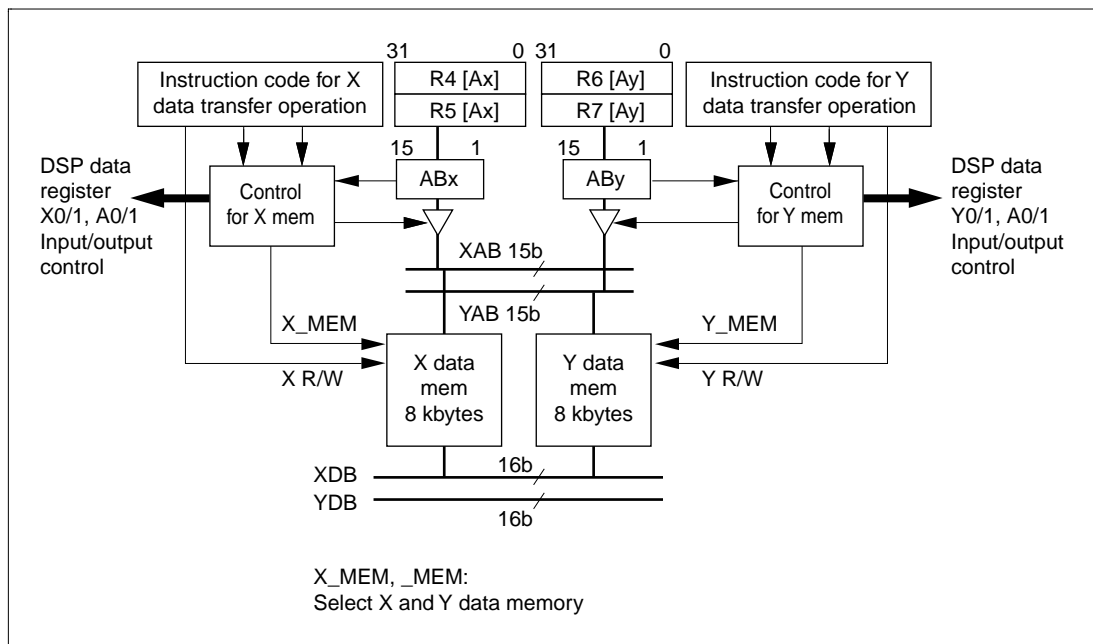 31 0 31 0
Instruction code for X
data transfer operation
R4 [Ax]
R5 [Ax]
R6 [Ay]
R7 [Ay]
Instruction code for Y
data transfer operation
15 1 15 1
DSP data
register
X0/1, A0/1
Input/output
control
Control
for X mem
ABx
ABy
Control
for Y mem
DSP data
register
Y0/1, A0/1
Input/output
control
XAB 15b
YAB 15b
X_MEM
Y_MEM
X R/W
X data
mem
8 kbytes
Y data
mem
8 kbytes
Y R/W
XDB
16b
YDB
16b
X_MEM, _MEM:
Select X and Y data memory